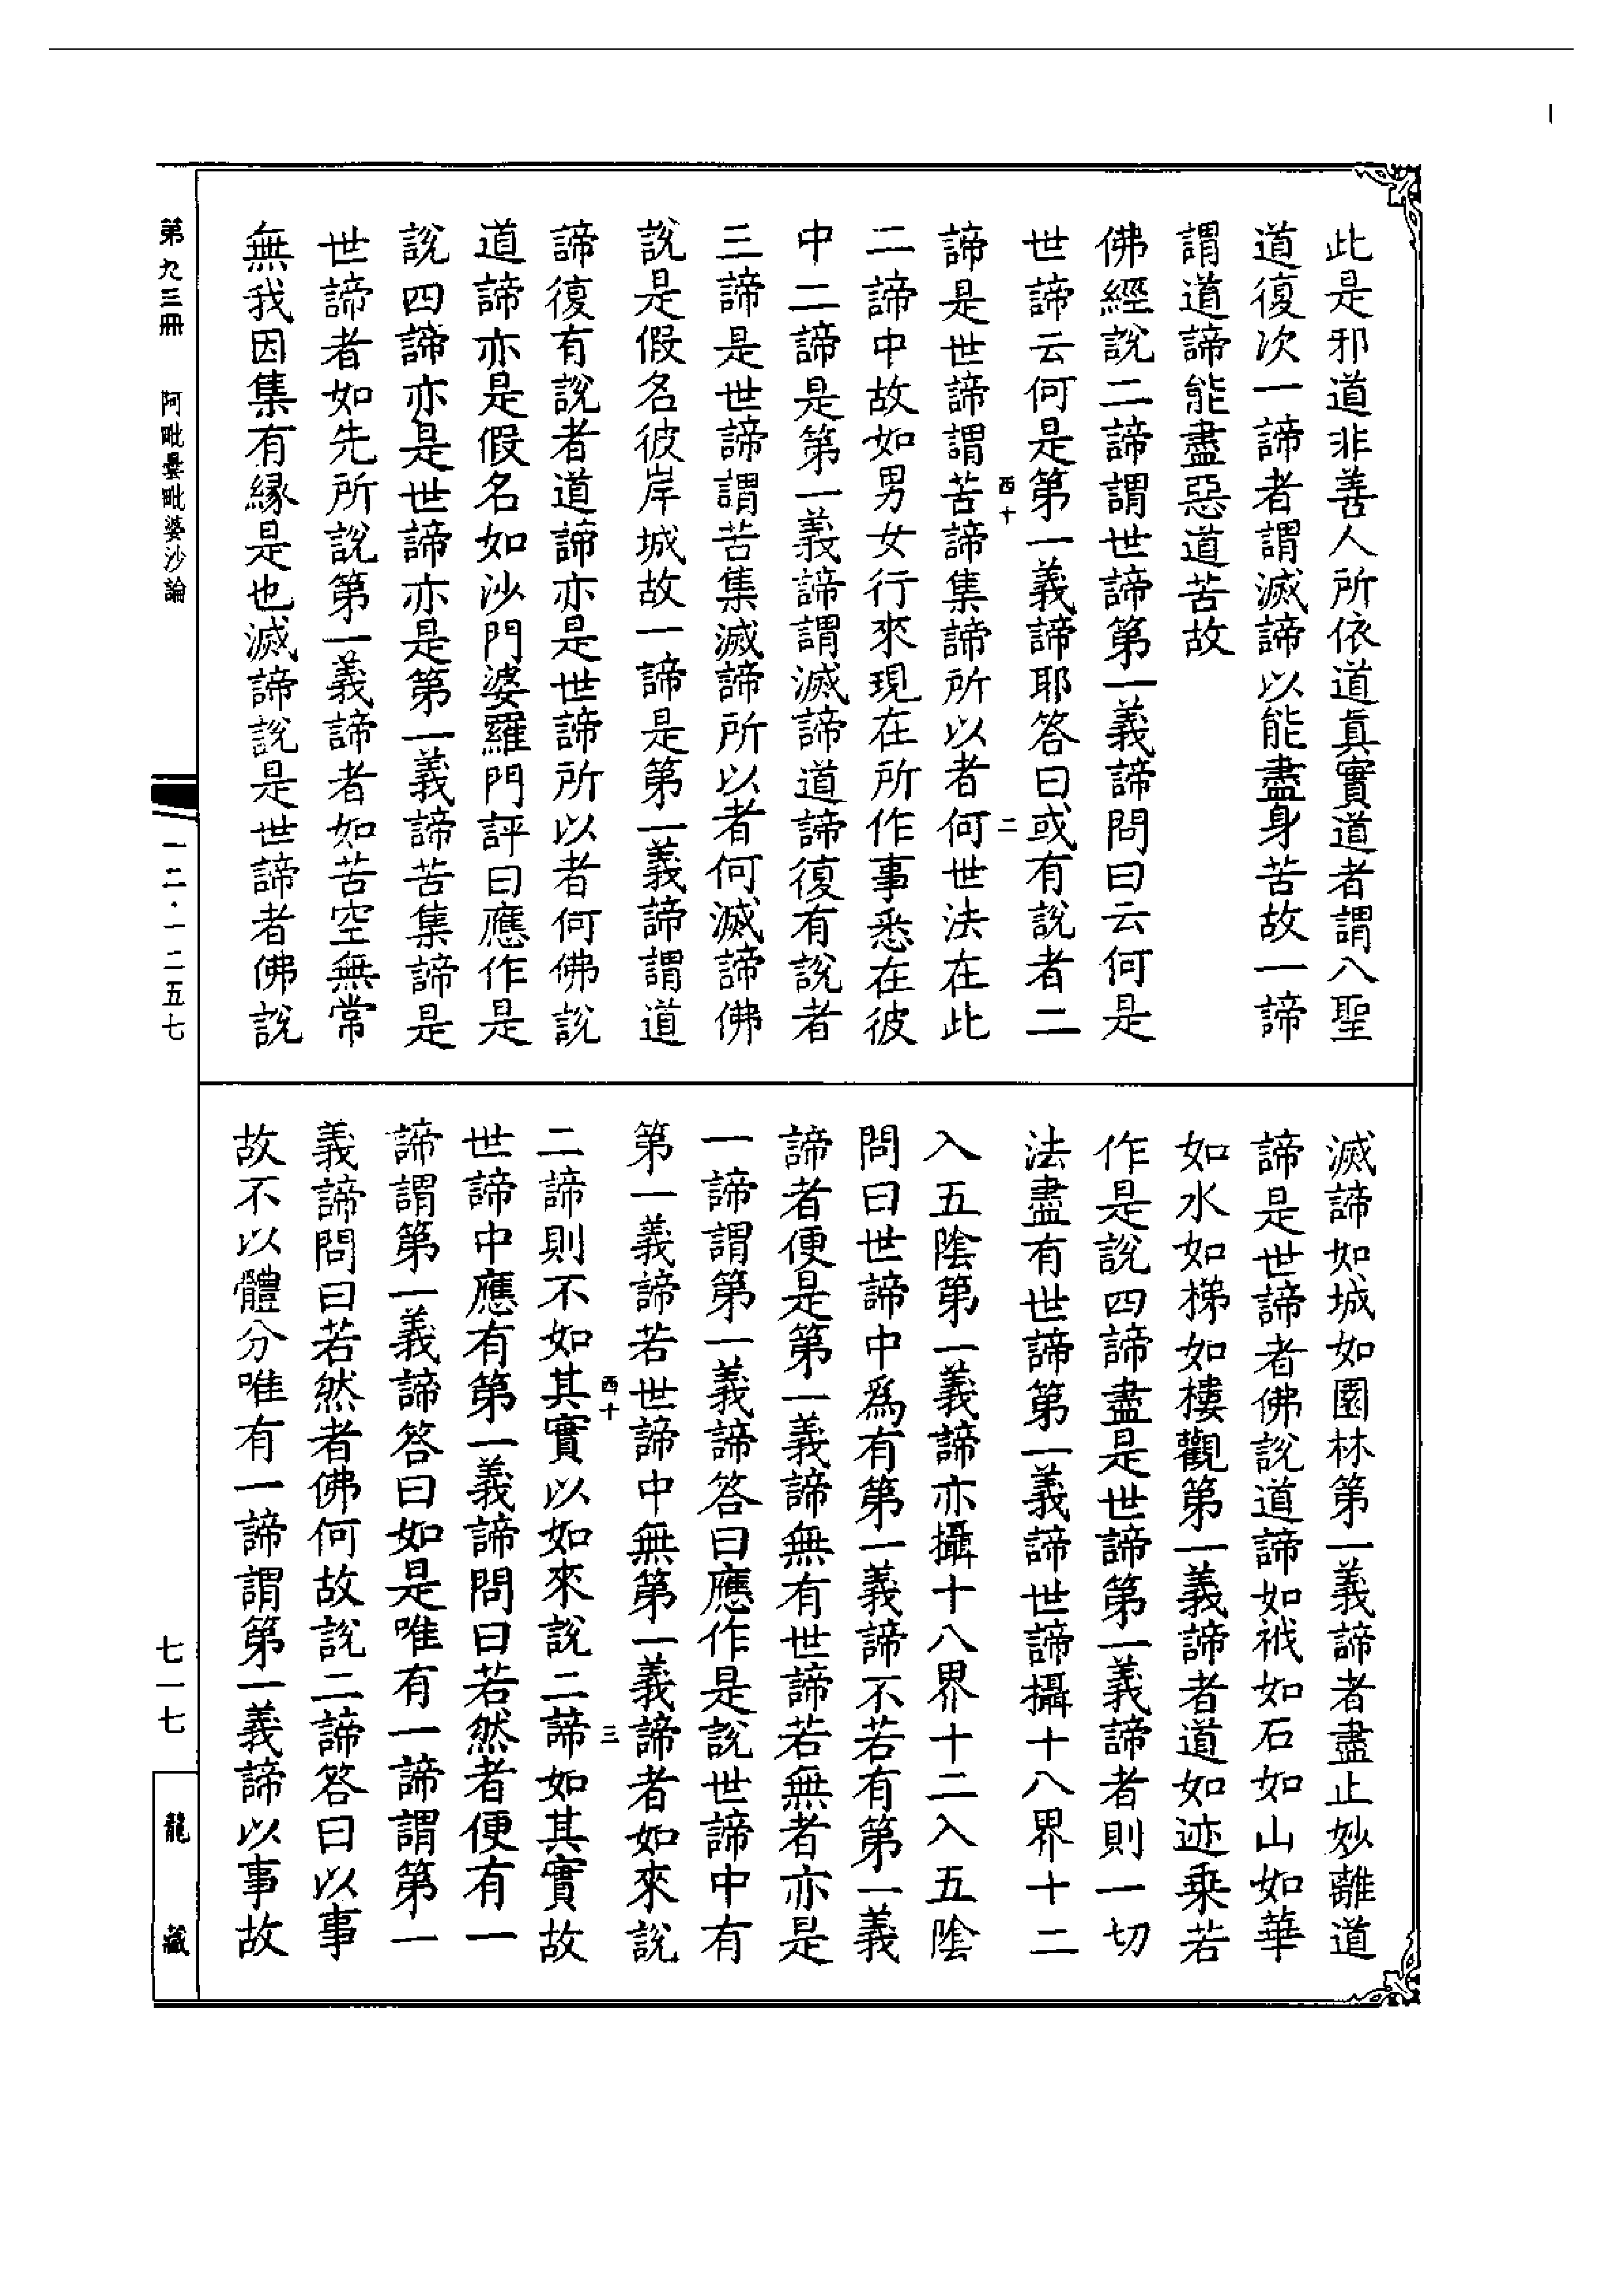 此是邪道非善人所依道真實道者謂八聖
道復次一諦者謂滅諦以能盡身苦故一諦
謂道諦能盡惡道苦故
佛經說二諦謂世諦第一義諦問曰云何是
世諦云何是第一義諦耶答曰或有說者二
西十 二
諦是世諦謂苦諦集諦所以者何世法在此
二諦中故如男女行來現在所作事悉在彼
中二諦是第一義諦謂滅諦道諦復有說者
三諦是世諦謂苦集滅諦所以者何滅諦佛
說是假名彼岸城故一諦是第一義諦謂道
諦復有說者道諦亦是世諦所以者何佛說
道諦亦是假名如沙門婆羅門評曰應作是
說四諦亦是世諦亦是第一義諦苦集諦是
世諦者如先所說第一義諦者如苦空無常
無我因集有緣是也滅諦說是世諦者佛說
滅諦如城如園林第一義諦者盡止妙離道
諦是世諦者佛說道諦如栰如石如山如華
如水如梯如樓觀第一義諦者道如迹乘若
作是說四諦盡是世諦第一義諦者則一切
法盡有世諦第一義諦世諦攝十八界十二
入五陰第一義諦亦攝十八界十二入五陰
問曰世諦中為有第一義諦不若有第一義
諦者便是第一義諦無有世諦若無者亦是
一諦謂第一義諦答曰應作是說世諦中有
第一義諦若世諦中無第一義諦者如來說
西十 三
二諦則不如其實以如來說二諦如其實故
世諦中應有第一義諦問曰若然者便有一
諦謂第一義諦答曰如是唯有一諦謂第一
義諦問曰若然者佛何故說二諦答曰以事
故不以體分唯有一諦謂第一義諦以事故
第九三冊 阿毗曇毗婆沙論 一二·一二五七 七一七 龍藏